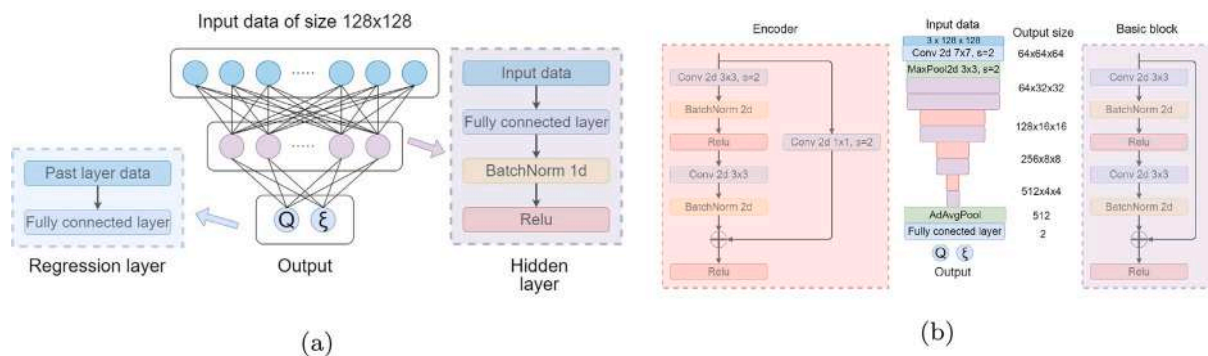 Input data of size 128x128
Input data
Fully connected layer
BatchNorm 1d
Relu
Hidden
layer
Past layer data
Fully connected layer
Regression layer
Q ξ
Output
(a)
Encoder
Conv 2d 3x3, s=2
BatchNorm 2d
Relu
Conv 2d 3x3
BatchNorm 2d
Relu
Conv 2d 1x1, s=2
Input data
3 x 128 x 128
Conv 2d 7x7, s=2
MaxPool2d 3x3, s=2
AdAvgPool
Fully conected layer
Q ξ
Output
Output size
64x64x64
64x32x32
128x16x16
256x8x8
512x4x4
512
2
Basic block
Conv 2d 3x3
BatchNorm 2d
Relu
Conv 2d 3x3
BatchNorm 2d
Relu
(b)